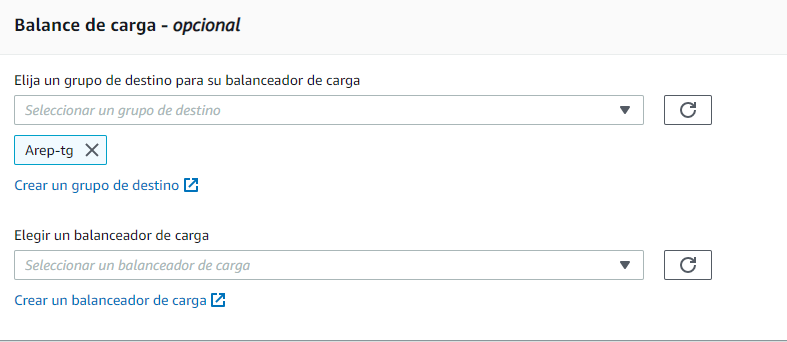 Balance de carga - opcional
Elija un grupo de destino para su balanceador de carga
Seleccionar un grupo de destino
Arep-tg
Crear un grupo de destino
Elegir un balanceador de carga
Seleccionar un balanceador de carga
Crear un balanceador de carga